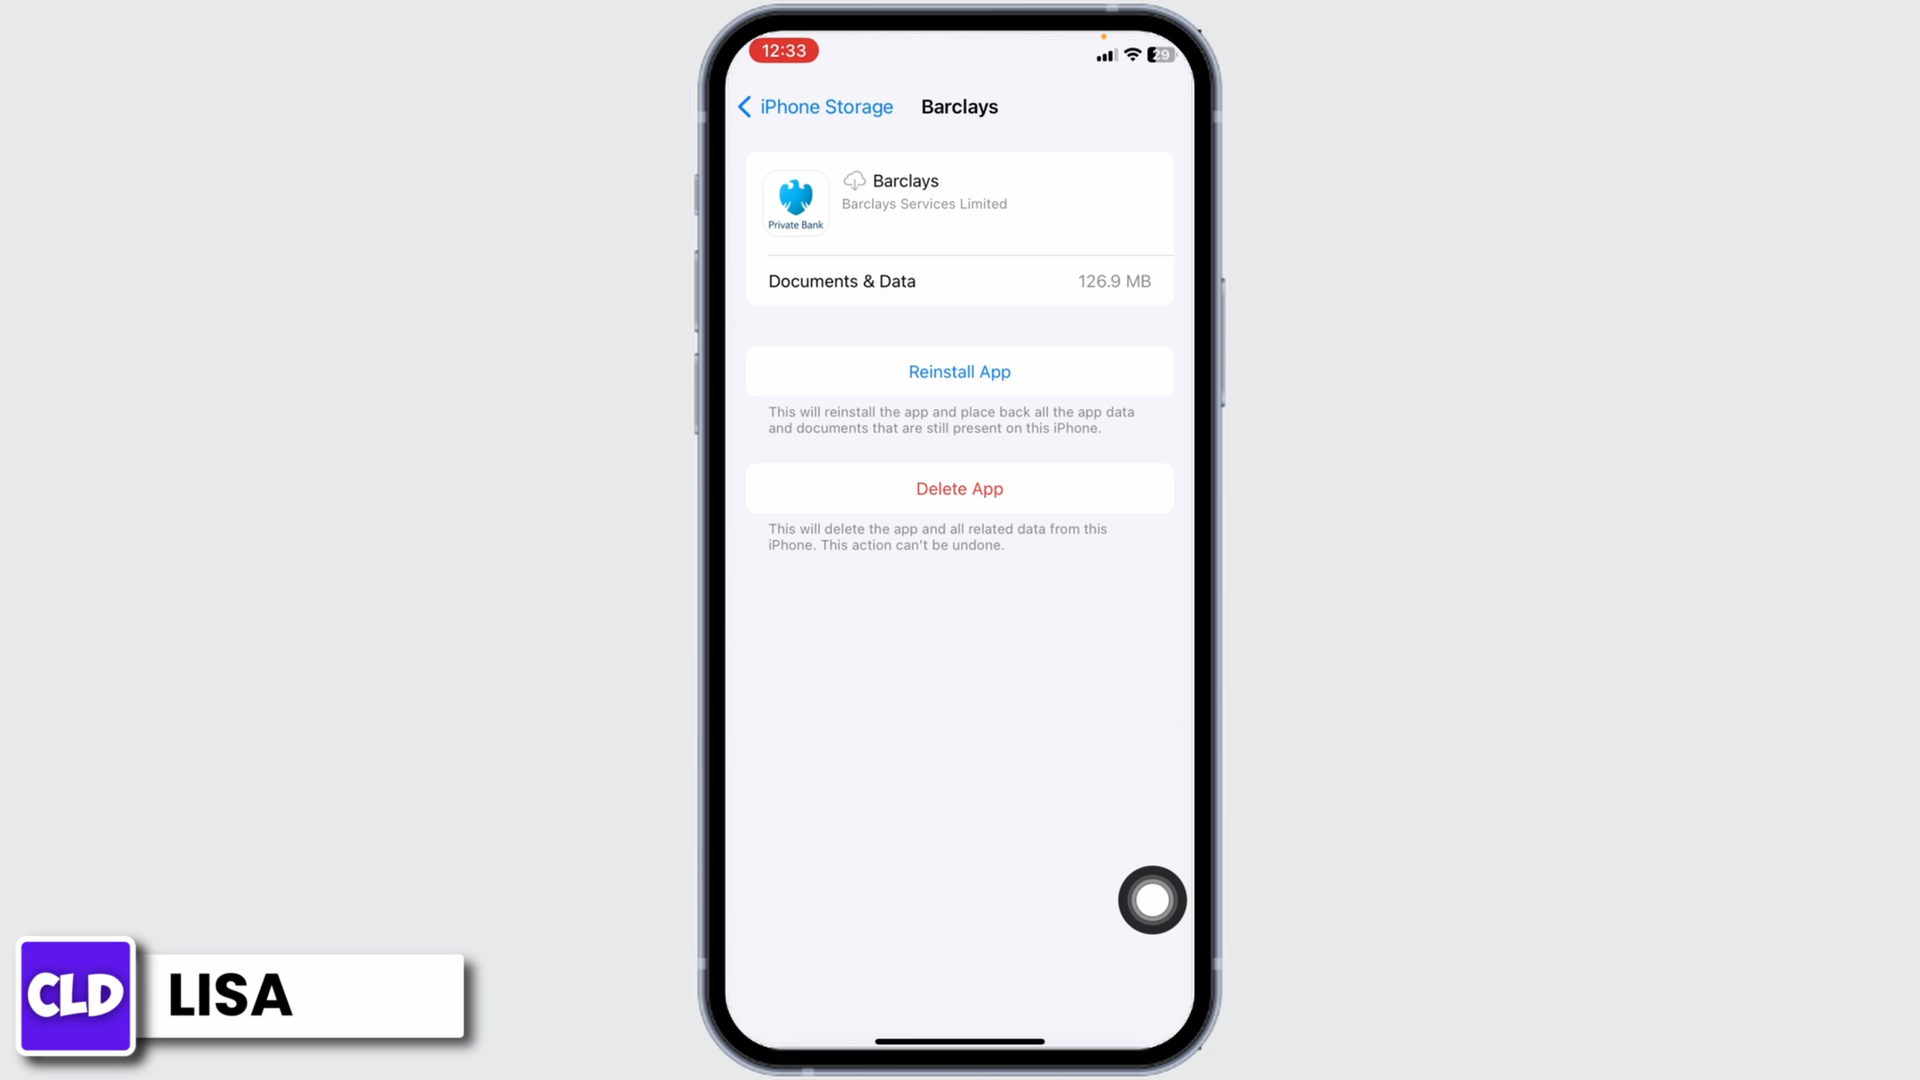 12:33
29
iPhone Storage
Barclays
Barclays
Barclays Services Limited
Private Bank
Documents & Data
126.9 MB
Reinstall App
This will reinstall the app and place back all the app data
and documents that are still present on this iPhone.
Delete App
This will delete the app and all related data from this
iPhone. This action can't be undone.
CLD
LISA